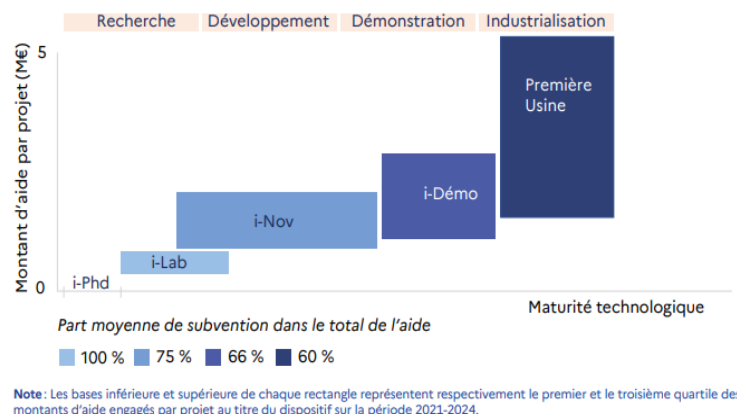 Recherche Développement Démonstration Industrialisation
Montant d'aide par projet (M€)
5
Première
Usine
i-Démo
i-Nov
i-Lab
i-Phd
0
Maturité technologique
Part moyenne de subvention dans le total de l'aide
100 % 75 % 66 % 60 %
Note : Les bases inférieure et supérieure de chaque rectangle représentent respectivement le premier et le troisième quartile des
montants d'aide engagés par projet au titre du dispositif sur la période 2021-2024.